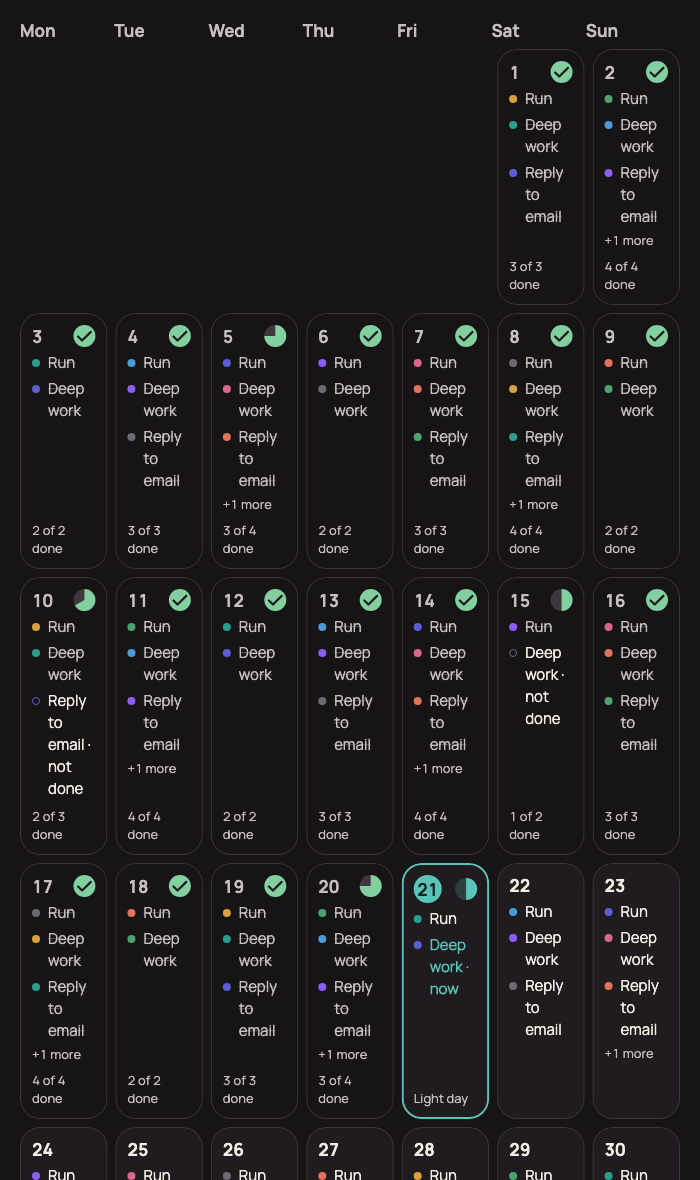 Mon Tue Wed Thu Fri Sat Sun
1
Run
Deep
work
Reply
to
email
3 of 3
done
2
Run
Deep
work
Reply
to
email
+1 more
4 of 4
done
3
Run
Deep
work
2 of 2
done
4
Run
Deep
work
Reply
to
email
3 of 3
done
5
Run
Deep
work
Reply
to
email
+1 more
3 of 4
done
6
Run
Deep
work
2 of 2
done
7
Run
Deep
work
Reply
to
email
3 of 3
done
8
Run
Deep
work
Reply
to
email
+1 more
4 of 4
done
9
Run
Deep
work
2 of 2
done
10
Run
Deep
work
Reply
to
email ·
not
done
2 of 3
done
11
Run
Deep
work
Reply
to
email
+1 more
4 of 4
done
12
Run
Deep
work
2 of 2
done
13
Run
Deep
work
Reply
to
email
3 of 3
done
14
Run
Deep
work
Reply
to
email
+1 more
4 of 4
done
15
Run
Deep
work ·
not
done
1 of 2
done
16
Run
Deep
work
Reply
to
email
3 of 3
done
17
Run
Deep
work
Reply
to
email
+1 more
4 of 4
done
18
Run
Deep
work
2 of 2
done
19
Run
Deep
work
Reply
to
email
3 of 3
done
20
Run
Deep
work
Reply
to
email
+1 more
3 of 4
done
21
Run
Deep
work ·
now
Light day
22
Run
Deep
work
Reply
to
email
23
Run
Deep
work
Reply
to
email
+1 more
24
Run
25
Run
26
Run
27
Run
28
Run
29
Run
30
Run